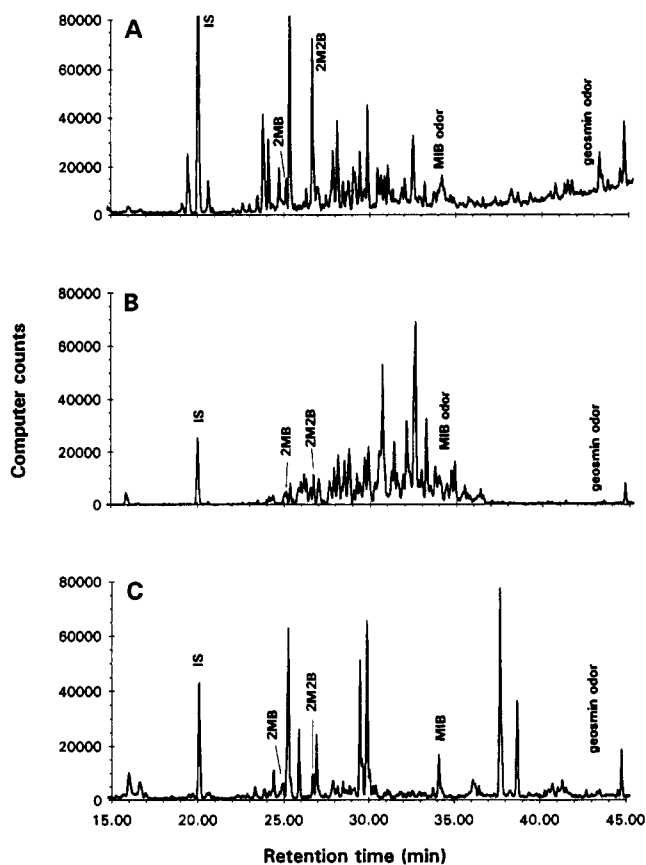 A
80000
60000
40000
20000
0
IS
2MB
2M2B
MIB odor
geosmin odor
B
80000
60000
40000
20000
0
IS
2MB
2M2B
MIB odor
geosmin odor
Computer counts
C
80000
60000
40000
20000
0
IS
2MB
2M2B
MIB
geosmin odor
15.00 20.00 25.00 30.00 35.00 40.00 45.00
Retention time (min)